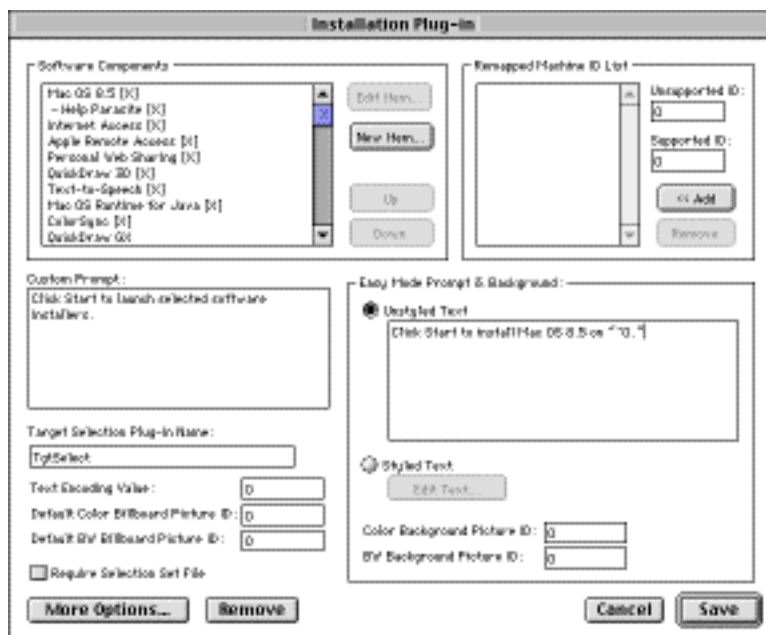 Installation Plug-in
Software Components
Mac OS 8.5 [X]
- Help Parasite [X]
Internet Access [X]
Apple Remote Access [X]
Personal Web Sharing [X]
QuickDraw 3D [X]
Text-to-Speech [X]
Mac OS Runtime for Java [X]
ColorSync [X]
QuickDraw GX
Edit Item...
New Item...
Up
Down
Remapped Machine ID List
Unsupported ID:
0
Supported ID:
0
<< Add
Remove
Custom Prompt:
Click Start to launch selected software
installers.
Target Selection Plug-In Name:
TgtSelect
Text Encoding Value:
0
Default Color Billboard Picture ID:
0
Default BW Billboard Picture ID:
0
Require Selection Set File
Easy Mode Prompt & Background:
Unstyled Text
Click Start to install Mac OS 8.5 on “^0.”
Styled Text
Edit Text...
Color Background Picture ID:
0
BW Background Picture ID:
0
More Options...
Remove
Cancel
Save